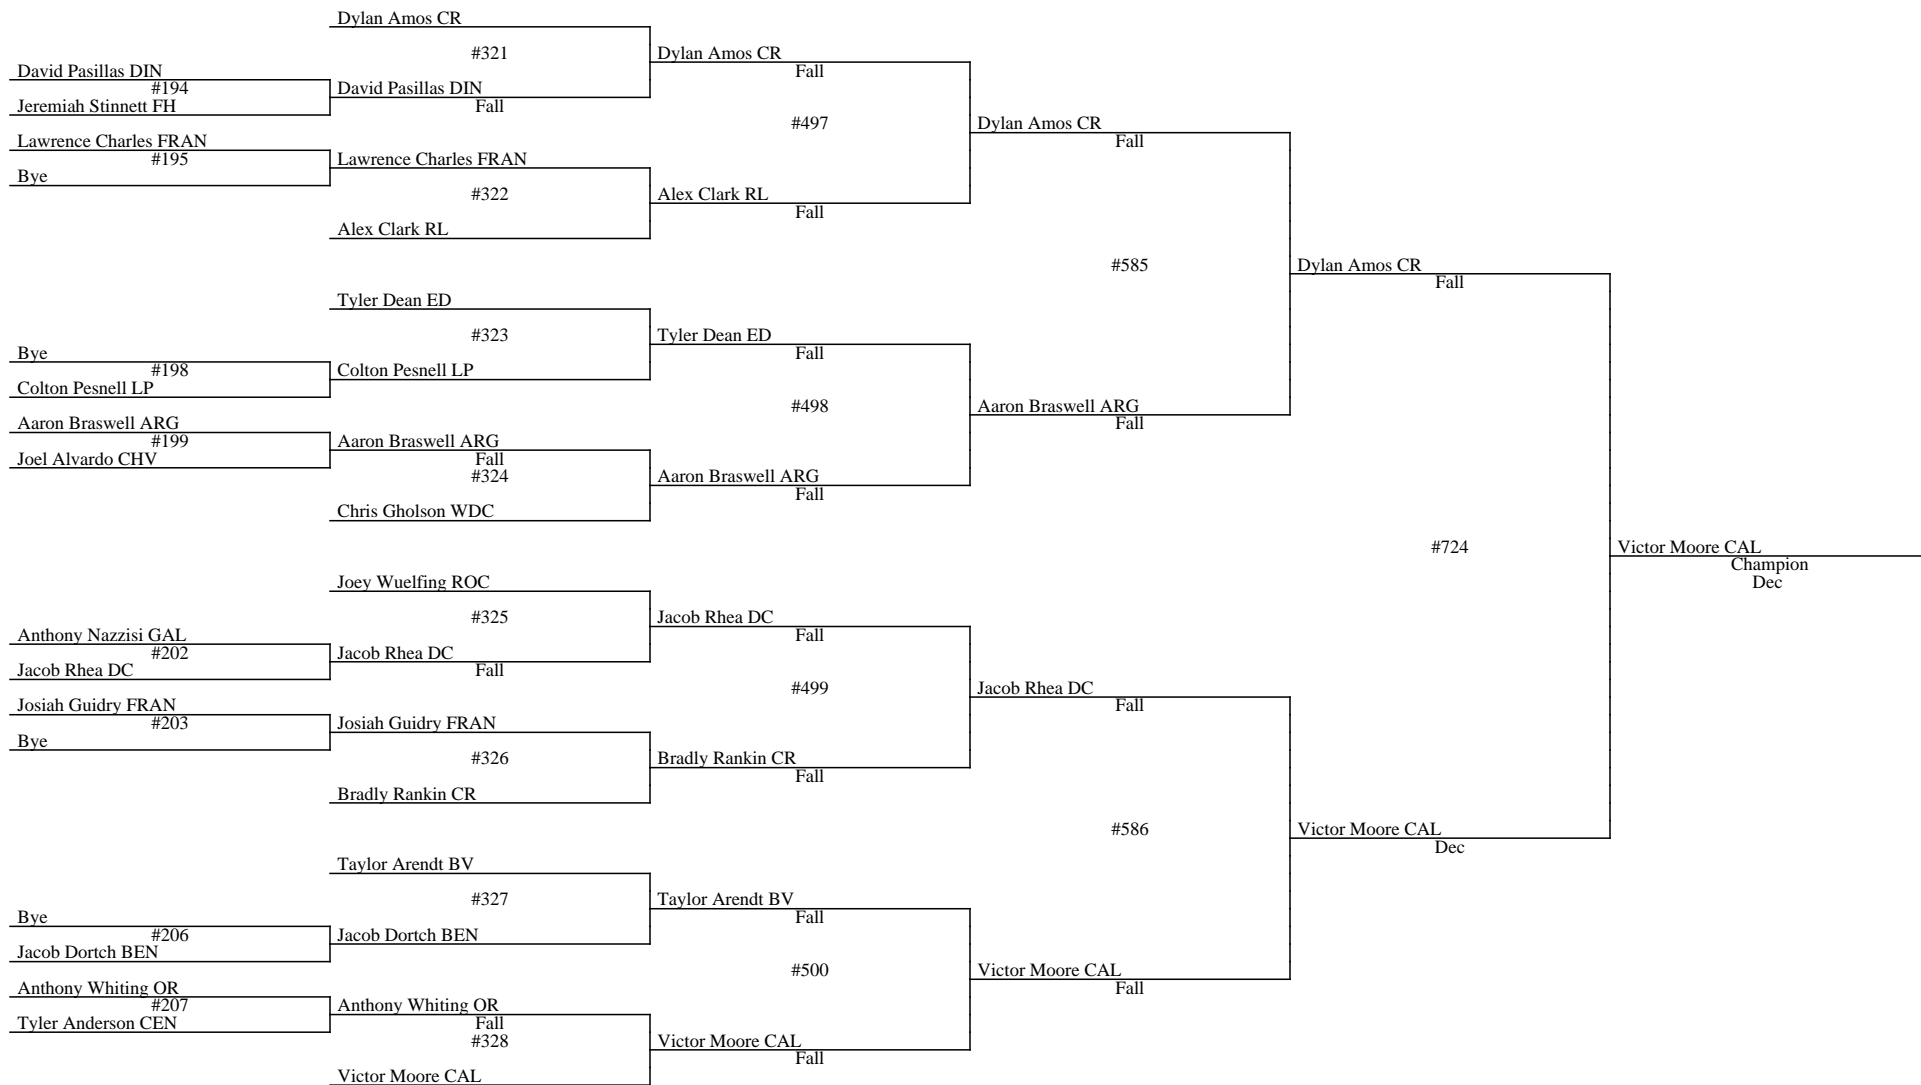 Dylan Amos CR
#321
Dylan Amos CR
Fall
David Pasillas DIN
#194
Jeremiah Stinnett FH
David Pasillas DIN
Fall
#497
Dylan Amos CR
Fall
Lawrence Charles FRAN
#195
Bye
Lawrence Charles FRAN
#322
Alex Clark RL
Fall
Alex Clark RL
#585
Dylan Amos CR
Fall
Tyler Dean ED
#323
Tyler Dean ED
Fall
Bye
#198
Colton Pesnell LP
Colton Pesnell LP
#498
Aaron Braswell ARG
Fall
Aaron Braswell ARG
#199
Joel Alvardo CHV
Aaron Braswell ARG
Fall
#324
Aaron Braswell ARG
Fall
Chris Gholson WDC
#724
Victor Moore CAL
Champion
Dec
Joey Wuelfing ROC
#325
Jacob Rhea DC
Fall
Anthony Nazzisi GAL
#202
Jacob Rhea DC
Jacob Rhea DC
Fall
#499
Jacob Rhea DC
Fall
Josiah Guidry FRAN
#203
Bye
Josiah Guidry FRAN
#326
Bradly Rankin CR
Fall
Bradly Rankin CR
#586
Victor Moore CAL
Dec
Taylor Arendt BV
#327
Taylor Arendt BV
Fall
Bye
#206
Jacob Dortch BEN
Jacob Dortch BEN
#500
Victor Moore CAL
Fall
Anthony Whiting OR
#207
Tyler Anderson CEN
Anthony Whiting OR
Fall
#328
Victor Moore CAL
Fall
Victor Moore CAL